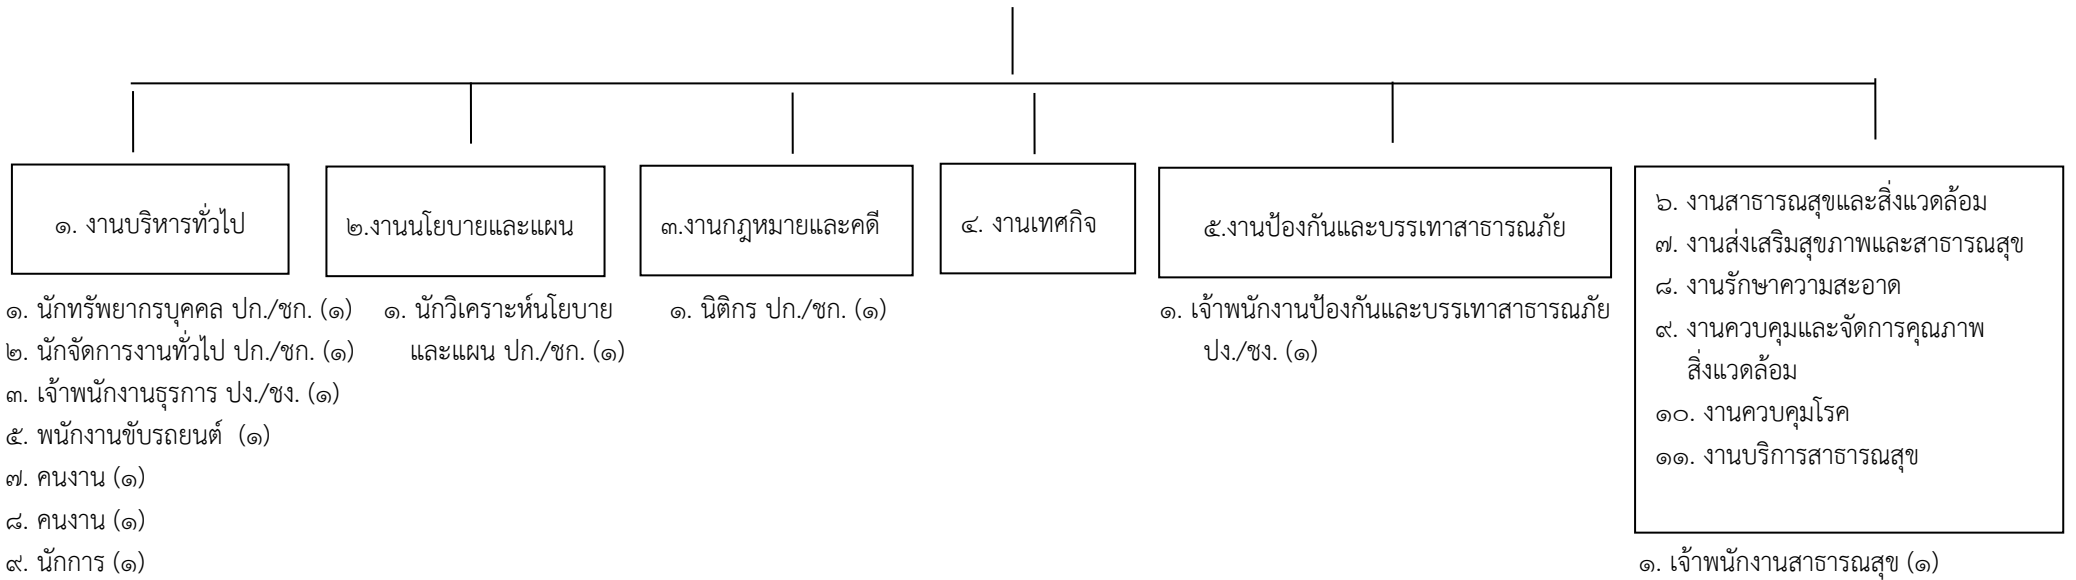 ๑. งานบริหารทั่วไป
๒.งานนโยบายและแผน
๓.งานกฎหมายและคดี
๔. งานเทศกิจ
๕.งานป้องกันและบรรเทาสาธารณภัย
๖. งานสาธารณสุขและสิ่งแวดล้อม
๗. งานส่งเสริมสุขภาพและสาธารณสุข
๘. งานรักษาความสะอาด
๙. งานควบคุมและจัดการคุณภาพ
สิ่งแวดล้อม
๑๐. งานควบคุมโรค
๑๑. งานบริการสาธารณสุข
๑. นักทรัพยากรบุคคล ปก./ชก. (๑)
๒. นักจัดการงานทั่วไป ปก./ชก. (๑)
๓. เจ้าพนักงานธุรการ ปง./ชง. (๑)
๕. พนักงานขับรถยนต์ (๑)
๗. คนงาน (๑)
๘. คนงาน (๑)
๙. นักการ (๑)
๑. นักวิเคราะห์นโยบาย
และแผน ปก./ชก. (๑)
๑. นิติกร ปก./ชก. (๑)
๑. เจ้าพนักงานป้องกันและบรรเทาสาธารณภัย
ปง./ชง. (๑)
๑. เจ้าพนักงานสาธารณสุข (๑)